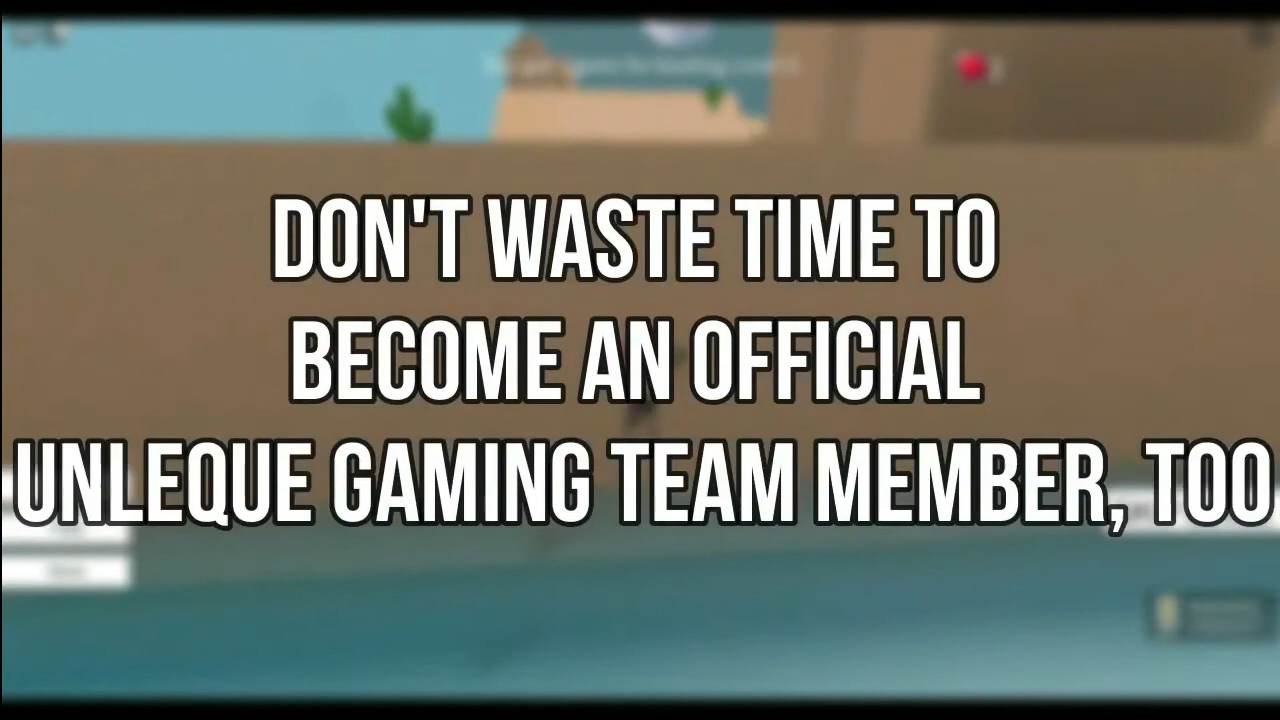 DON'T WASTE TIME TO
BECOME AN OFFICIAL
UNLEQUE GAMING TEAM MEMBER, TOO